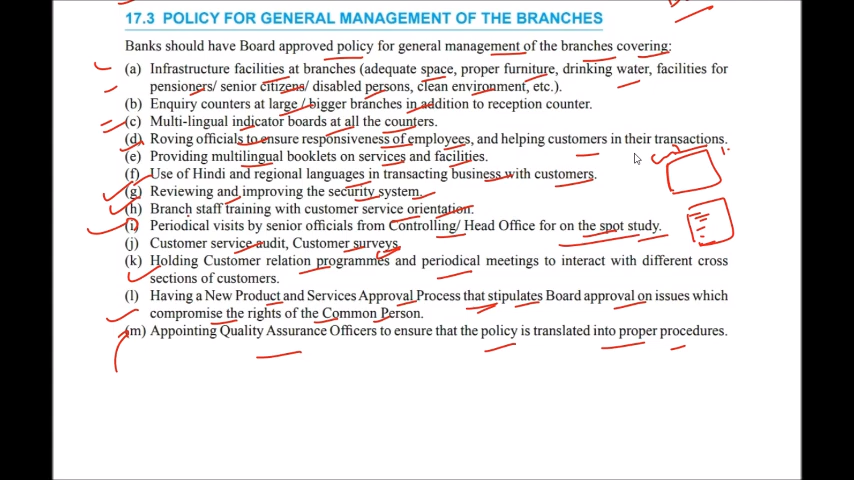 17.3 POLICY FOR GENERAL MANAGEMENT OF THE BRANCHES
Banks should have Board approved policy for general management of the branches covering:
(a) Infrastructure facilities at branches (adequate space, proper furniture, drinking water, facilities for
pensioners/ senior citizens/ disabled persons, clean environment, etc.).
(b) Enquiry counters at large / bigger branches in addition to reception counter.
(c) Multi-lingual indicator boards at all the counters.
(d) Roving officials to ensure responsiveness of employees, and helping customers in their transactions.
(e) Providing multilingual booklets on services and facilities.
(f) Use of Hindi and regional languages in transacting business with customers.
(g) Reviewing and improving the security system.
(h) Branch staff training with customer service orientation.
(i) Periodical visits by senior officials from Controlling/ Head Office for on the spot study.
(j) Customer service audit, Customer surveys.
(k) Holding Customer relation programmes and periodical meetings to interact with different cross
sections of customers.
(l) Having a New Product and Services Approval Process that stipulates Board approval on issues which
compromise the rights of the Common Person.
(m) Appointing Quality Assurance Officers to ensure that the policy is translated into proper procedures.